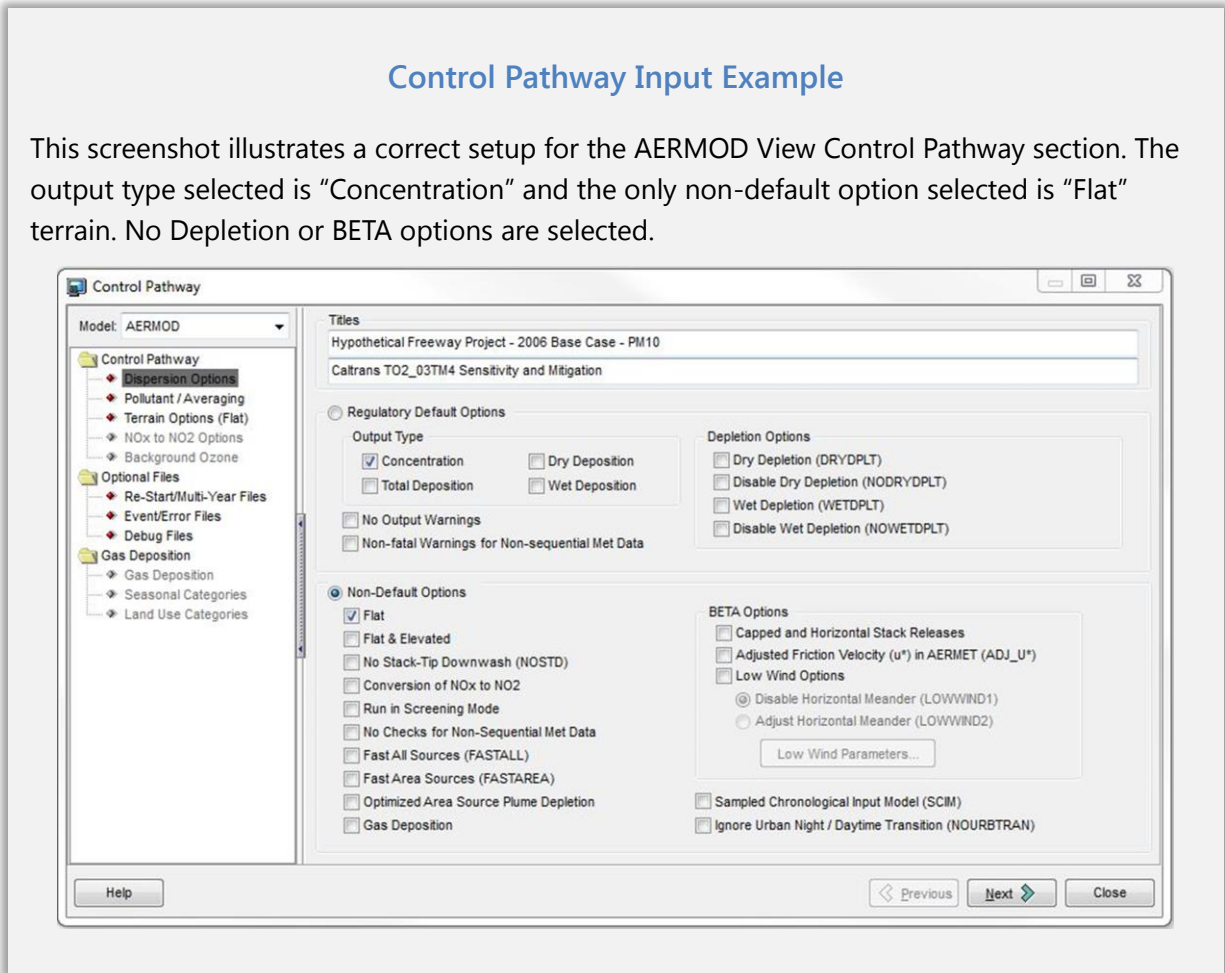 Control Pathway Input Example
This screenshot illustrates a correct setup for the AERMOD View Control Pathway section. The
output type selected is “Concentration” and the only non-default option selected is “Flat”
terrain. No Depletion or BETA options are selected.
Control Pathway
Model: AERMOD
Control Pathway
Dispersion Options
Pollutant / Averaging
Terrain Options (Flat)
NOx to NO2 Options
Background Ozone
Optional Files
Re-Start/Multi-Year Files
Event/Error Files
Debug Files
Gas Deposition
Gas Deposition
Seasonal Categories
Land Use Categories
Titles
Hypothetical Freeway Project - 2006 Base Case - PM10
Caltrans TO2_03TM4 Sensitivity and Mitigation
Regulatory Default Options
Output Type
Concentration
Dry Deposition
Total Deposition
Wet Deposition
No Output Warnings
Non-fatal Warnings for Non-sequential Met Data
Depletion Options
Dry Depletion (DRYDPLT)
Disable Dry Depletion (NODRYDPLT)
Wet Depletion (WETDPLT)
Disable Wet Depletion (NOWETDPLT)
Non-Default Options
Flat
Flat & Elevated
No Stack-Tip Downwash (NOSTD)
Conversion of NOx to NO2
Run in Screening Mode
No Checks for Non-Sequential Met Data
Fast All Sources (FASTALL)
Fast Area Sources (FASTAREA)
Optimized Area Source Plume Depletion
Gas Deposition
BETA Options
Capped and Horizontal Stack Releases
Adjusted Friction Velocity (u*) in AERMET (ADJ_U*)
Low Wind Options
Disable Horizontal Meander (LOWWIND1)
Adjust Horizontal Meander (LOWWIND2)
Low Wind Parameters...
Sampled Chronological Input Model (SCIM)
Ignore Urban Night / Daytime Transition (NOURBTRAN)
Help
Previous
Next
Close